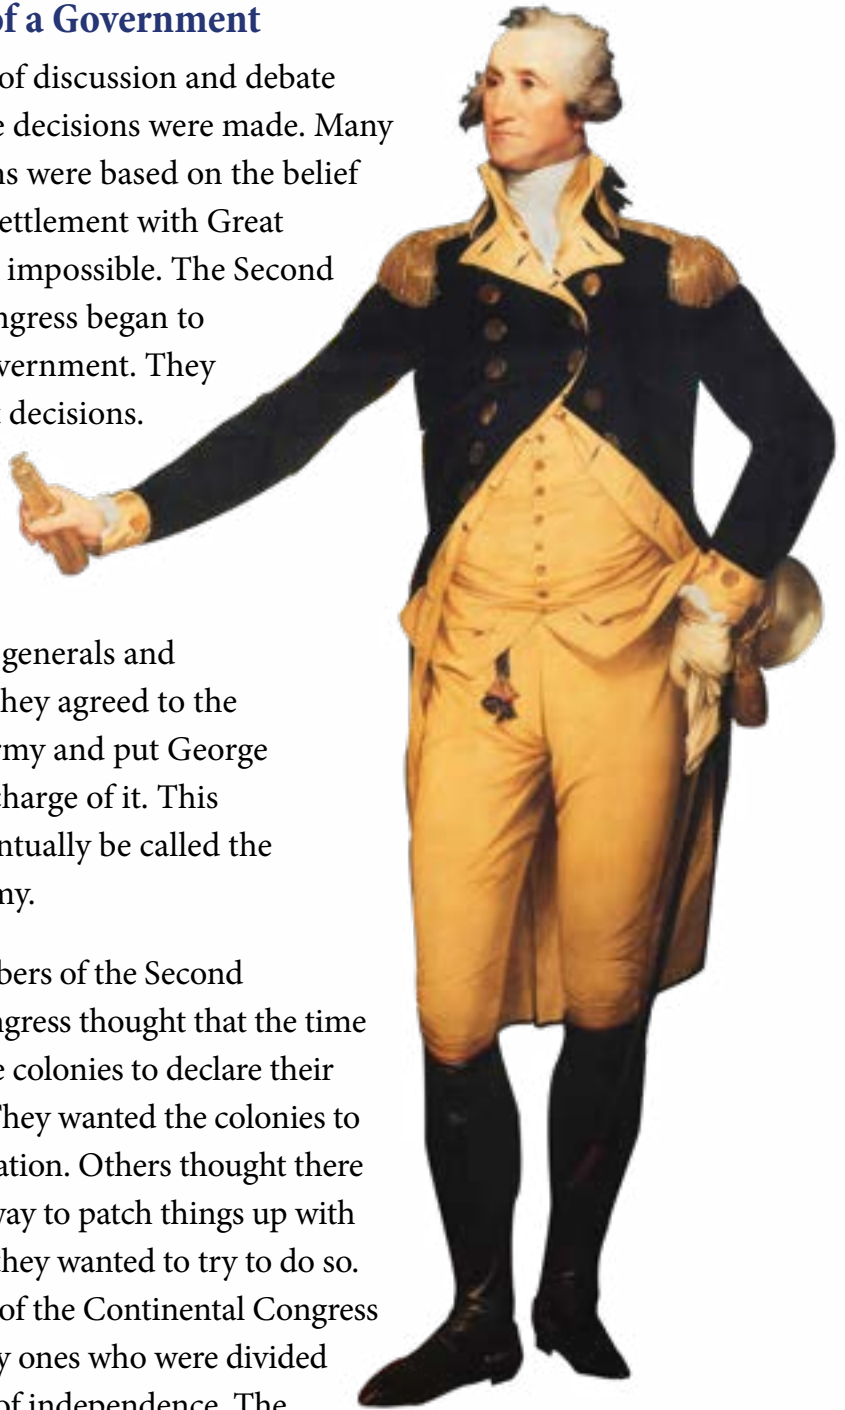 of a Government
of discussion and debate
decisions were made. Many
were based on the belief
ettlement with Great
impossible. The Second
ngress began to
vernment. They
decisions.
generals and
hey agreed to the
rmy and put George
charge of it. This
ntually be called the
my.
bers of the Second
ngress thought that the time
e colonies to declare their
They wanted the colonies to
ation. Others thought there
way to patch things up with
they wanted to try to do so.
of the Continental Congress
y ones who were divided
of independence. The